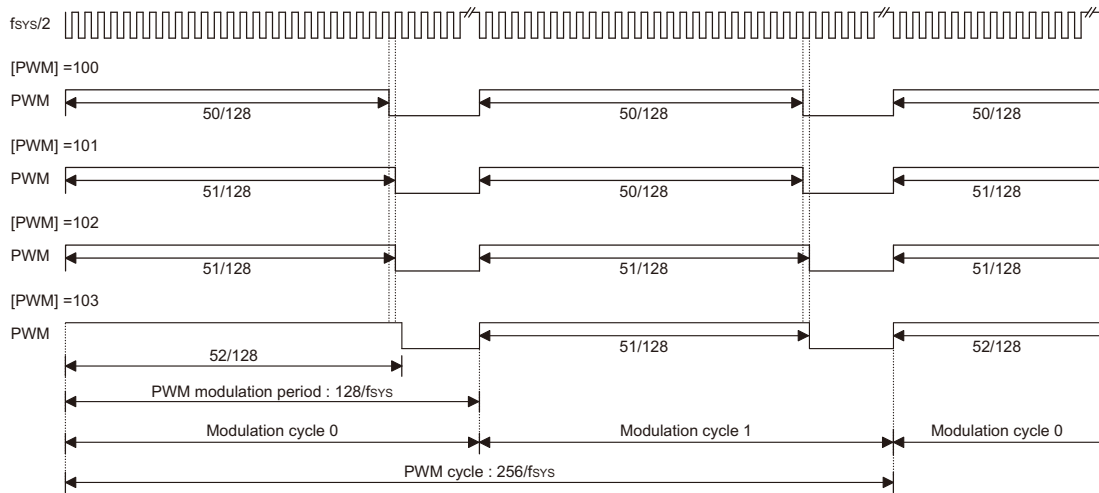 fSYS/2
[PWM] =100
PWM
50/128 50/128 50/128
[PWM] =101
PWM
51/128 50/128 51/128
[PWM] =102
PWM
51/128 51/128 51/128
[PWM] =103
PWM
52/128 51/128 52/128
PWM modulation period : 128/fSYS
Modulation cycle 0 Modulation cycle 1 Modulation cycle 0
PWM cycle : 256/fSYS